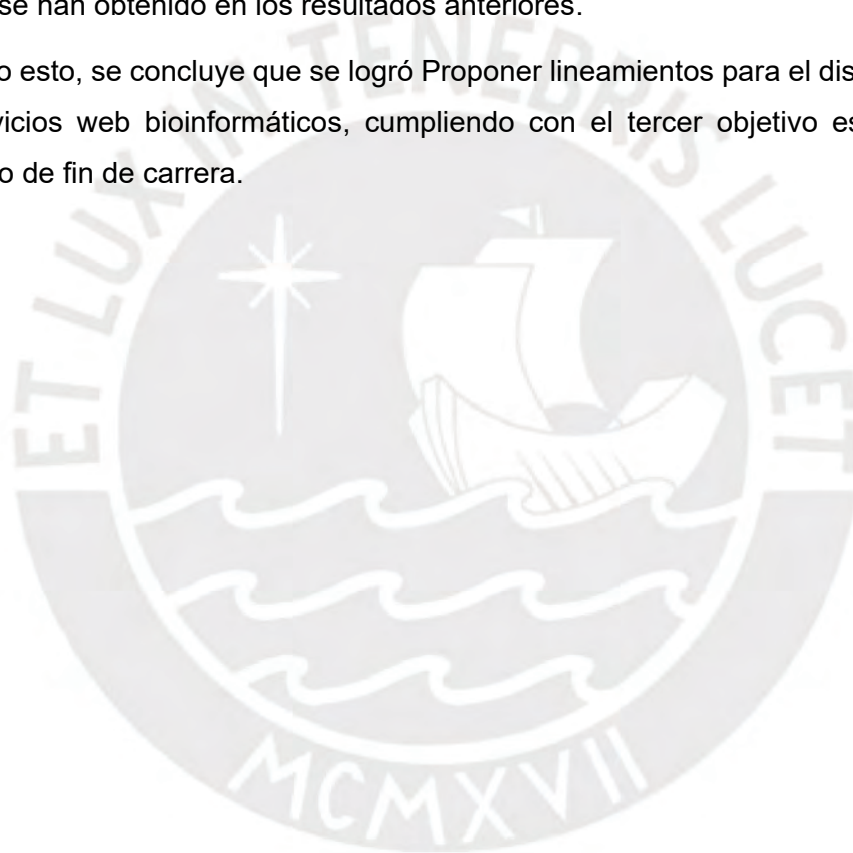 se han obtenido en los resultados anteriores.
o esto, se concluye que se logró Proponer lineamientos para el dis
vicios web bioinformáticos, cumpliendo con el tercer objetivo es
o de fin de carrera.
ET LUX IN TENEBRIS LUCET
MCMXVII